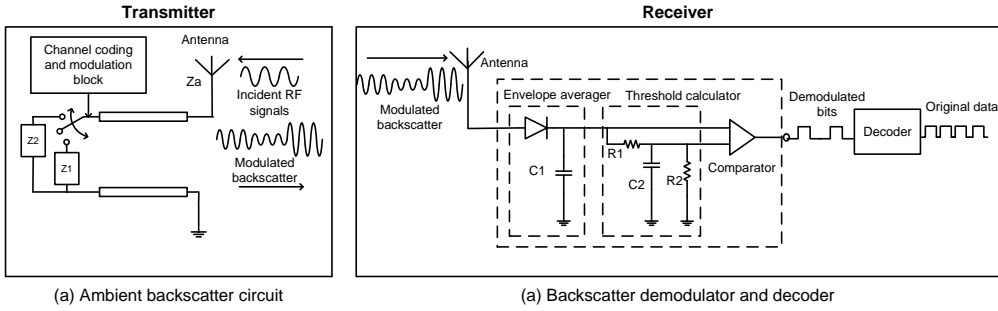 Transmitter
Channel coding
and modulation
block
Antenna
Za
Incident RF
signals
Z2
Z1
Modulated
backscatter
(a) Ambient backscatter circuit
Receiver
Antenna
Modulated
backscatter
Envelope averager
Threshold calculator
R1
C1
C2
R2
Comparator
Demodulated
bits
Decoder
Original data
(a) Backscatter demodulator and decoder